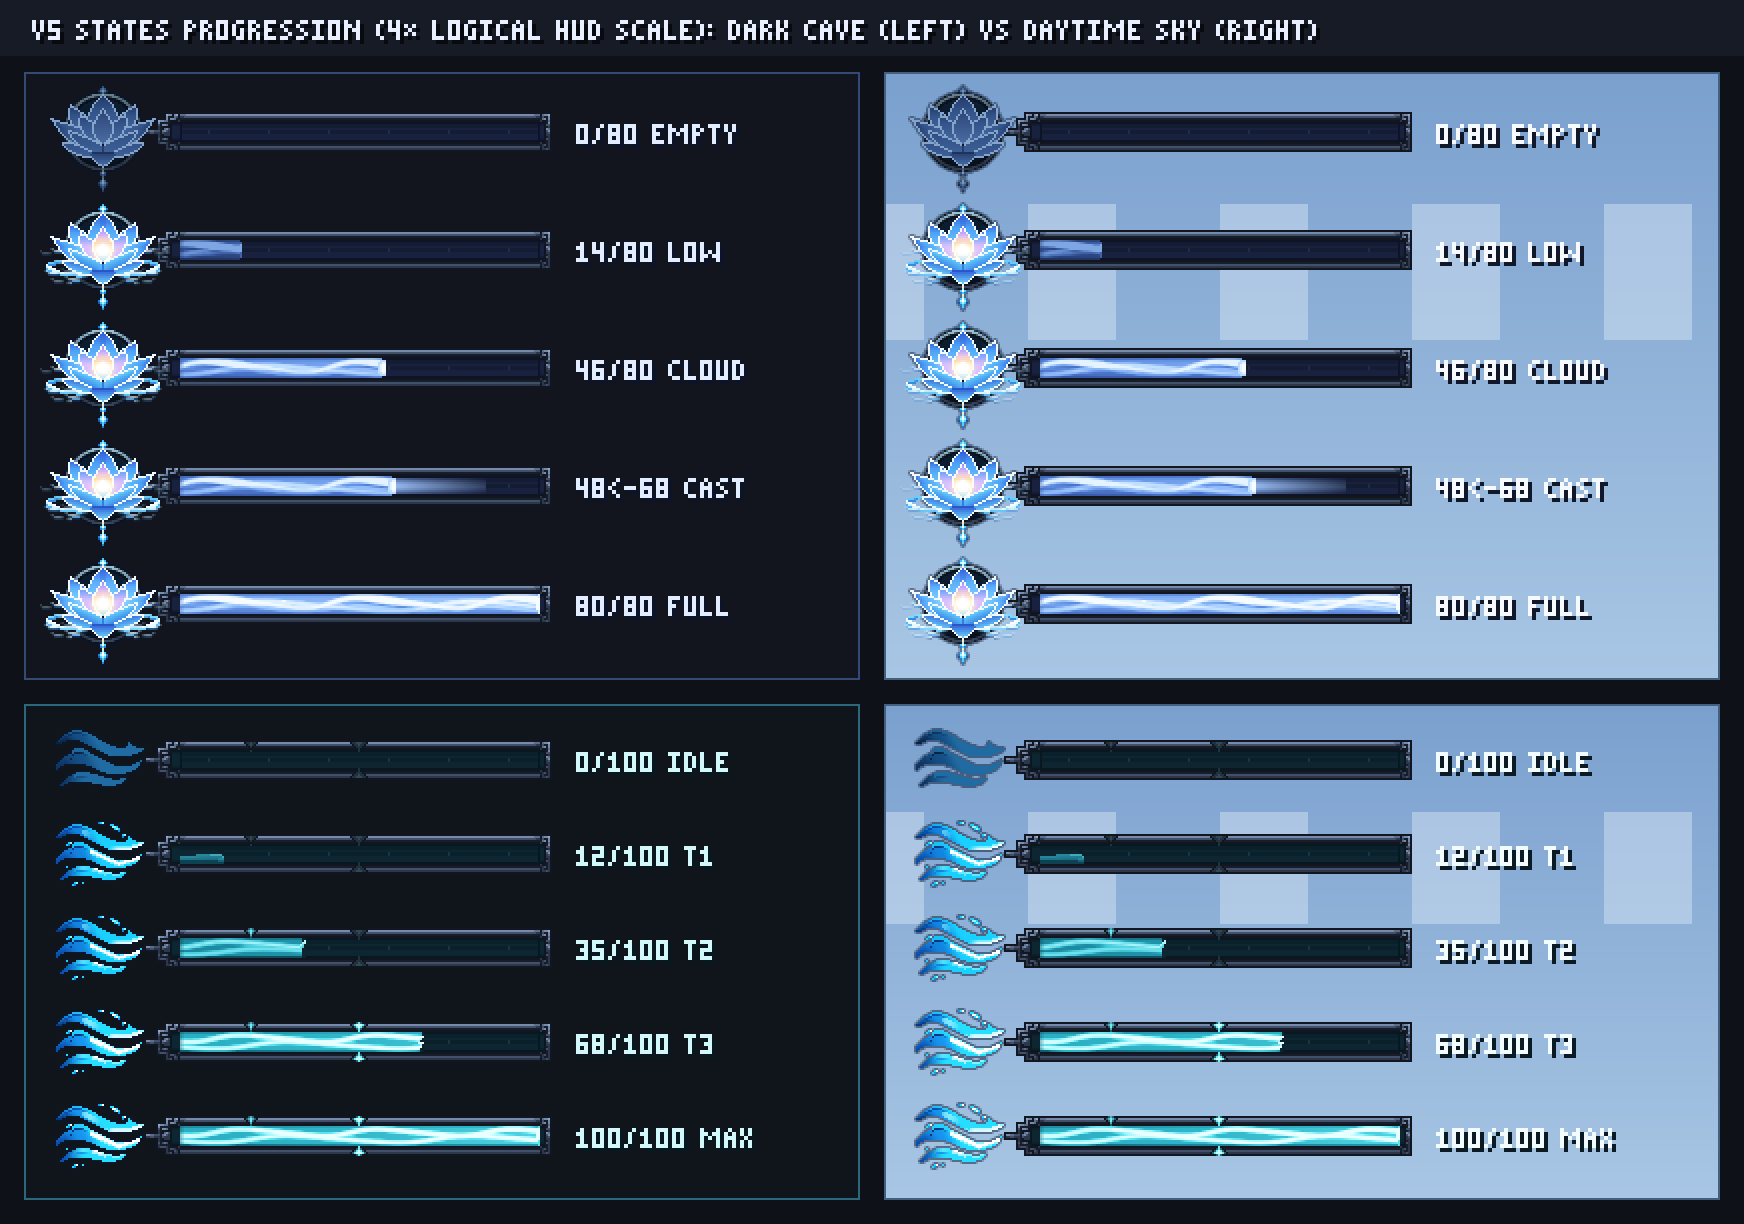 V5 STATES PROGRESSION (4× LOGICAL HUD SCALE): DARK CAVE (LEFT) VS DAYTIME SKY (RIGHT)
0/80 EMPTY
14/80 LOW
46/80 CLOUD
48<-68 CAST
80/80 FULL
0/80 EMPTY
14/80 LOW
46/80 CLOUD
48<-68 CAST
80/80 FULL
0/100 IDLE
12/100 T1
35/100 T2
68/100 T3
100/100 MAX
0/100 IDLE
12/100 T1
35/100 T2
68/100 T3
100/100 MAX